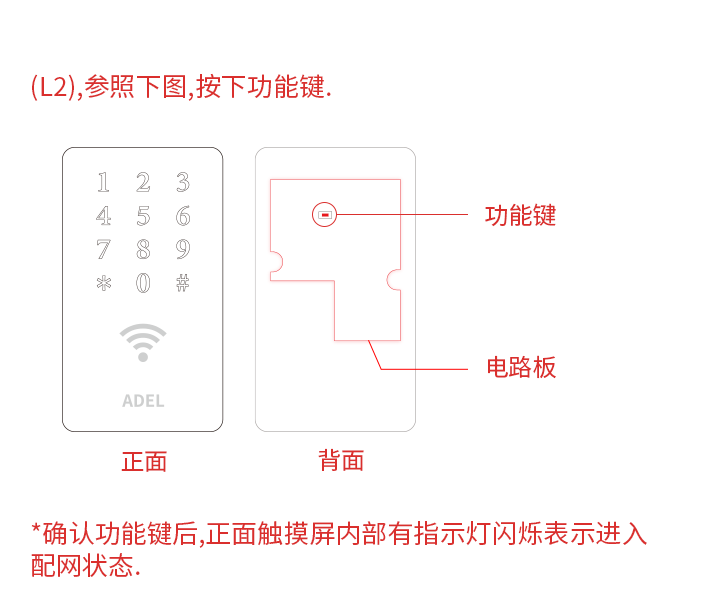 (L2),参照下图,按下功能键.
1 2 3
4 5 6
7 8 9
* 0 #
ADEL
功能键
电路板
正面
背面
*确认功能键后,正面触摸屏内部有指示灯闪烁表示进入
配网状态.